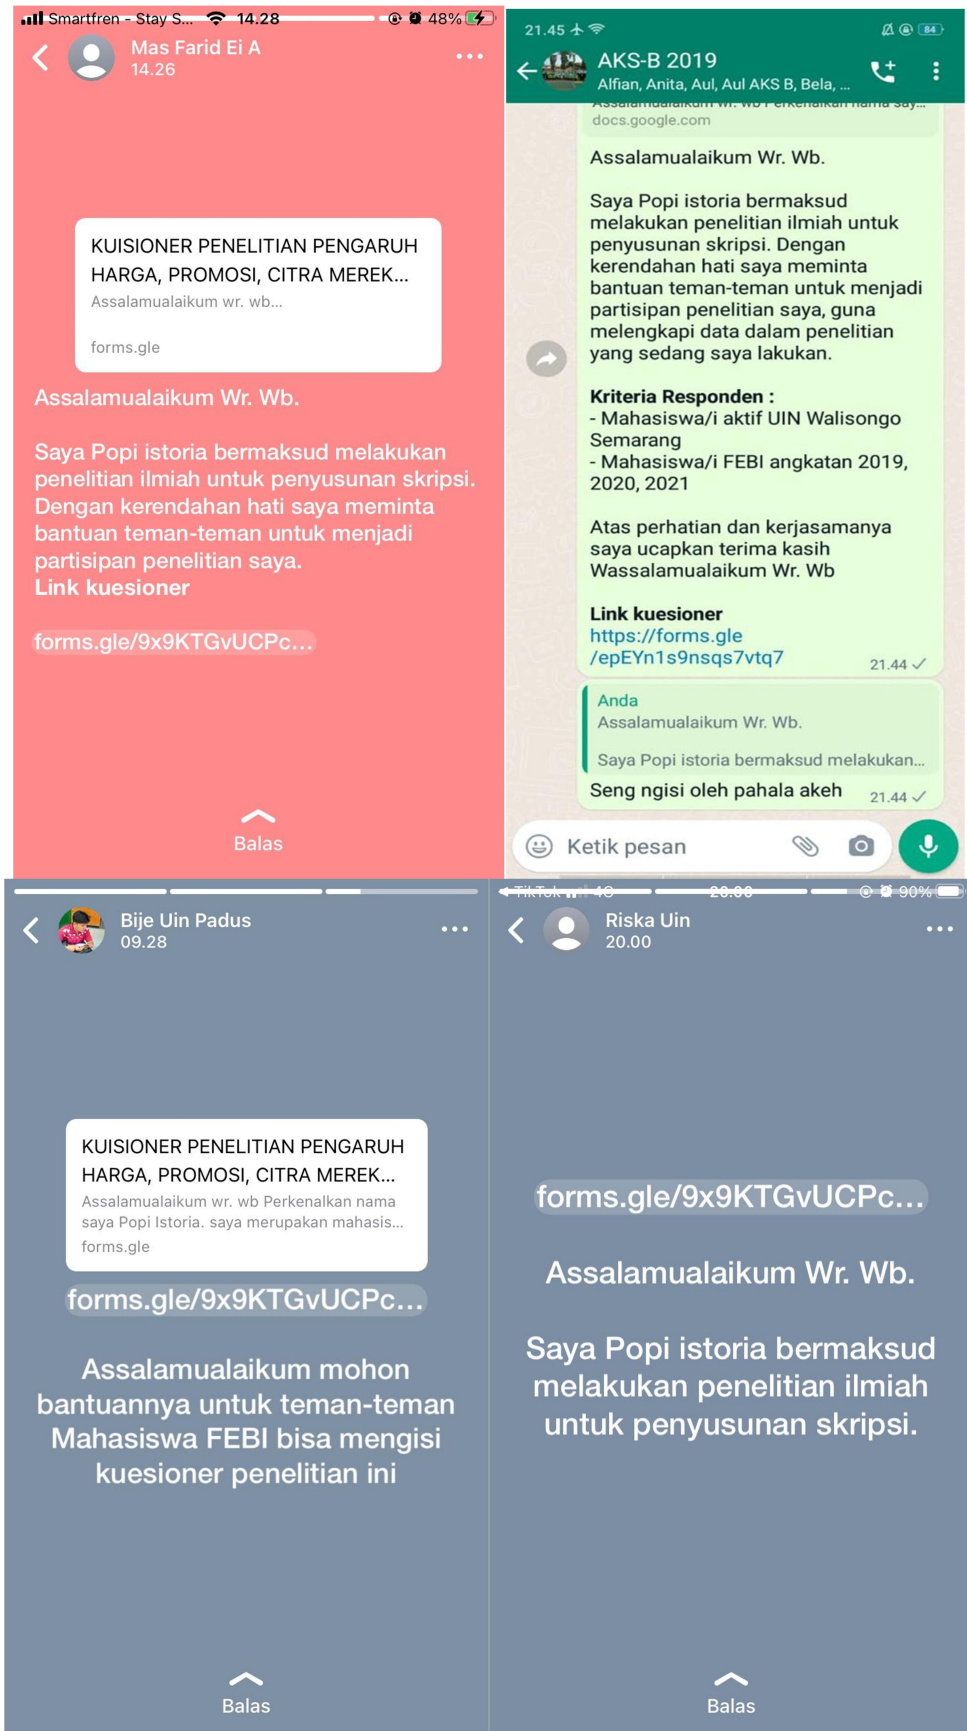 Smartfren - Stay S... 14.28 48%
Mas Farid Ei A
14.26
KUISIONER PENELITIAN PENGARUH
HARGA, PROMOSI, CITRA MEREK...
Assalamualaikum wr. wb...
forms.gle
Assalamualaikum Wr. Wb.
Saya Popi istoria bermaksud melakukan
penelitian ilmiah untuk penyusunan skripsi.
Dengan kerendahan hati saya meminta
bantuan teman-teman untuk menjadi
partisipan penelitian saya.
Link kuesioner
forms.gle/9x9KTGvUCPc...
Balas
21.45 84
AKS-B 2019
Alfian, Anita, Aul, Aul AKS B, Bela, ...
Assalamualaikum wr. wb Perkenalkan nama say...
docs.google.com
Assalamualaikum Wr. Wb.
Saya Popi istoria bermaksud
melakukan penelitian ilmiah untuk
penyusunan skripsi. Dengan
kerendahan hati saya meminta
bantuan teman-teman untuk menjadi
partisipan penelitian saya, guna
melengkapi data dalam penelitian
yang sedang saya lakukan.
Kriteria Responden :
- Mahasiswa/i aktif UIN Walisongo
Semarang
- Mahasiswa/i FEBI angkatan 2019,
2020, 2021
Atas perhatian dan kerjasamanya
saya ucapkan terima kasih
Wassalamualaikum Wr. Wb
Link kuesioner
https://forms.gle
/epEYn1s9nsqs7vtq7
21.44
Anda
Assalamualaikum Wr. Wb.
Saya Popi istoria bermaksud melakukan...
Seng ngisi oleh pahala akeh 21.44
Ketik pesan
Bije Uin Padus
09.28
KUISIONER PENELITIAN PENGARUH
HARGA, PROMOSI, CITRA MEREK...
Assalamualaikum wr. wb Perkenalkan nama
saya Popi Istoria. saya merupakan mahasis...
forms.gle
forms.gle/9x9KTGvUCPc...
Assalamualaikum mohon
bantuannya untuk teman-teman
Mahasiswa FEBI bisa mengisi
kuesioner penelitian ini
Balas
TikTok 4G 20.00 90%
Riska Uin
20.00
forms.gle/9x9KTGvUCPc...
Assalamualaikum Wr. Wb.
Saya Popi istoria bermaksud
melakukan penelitian ilmiah
untuk penyusunan skripsi.
Balas